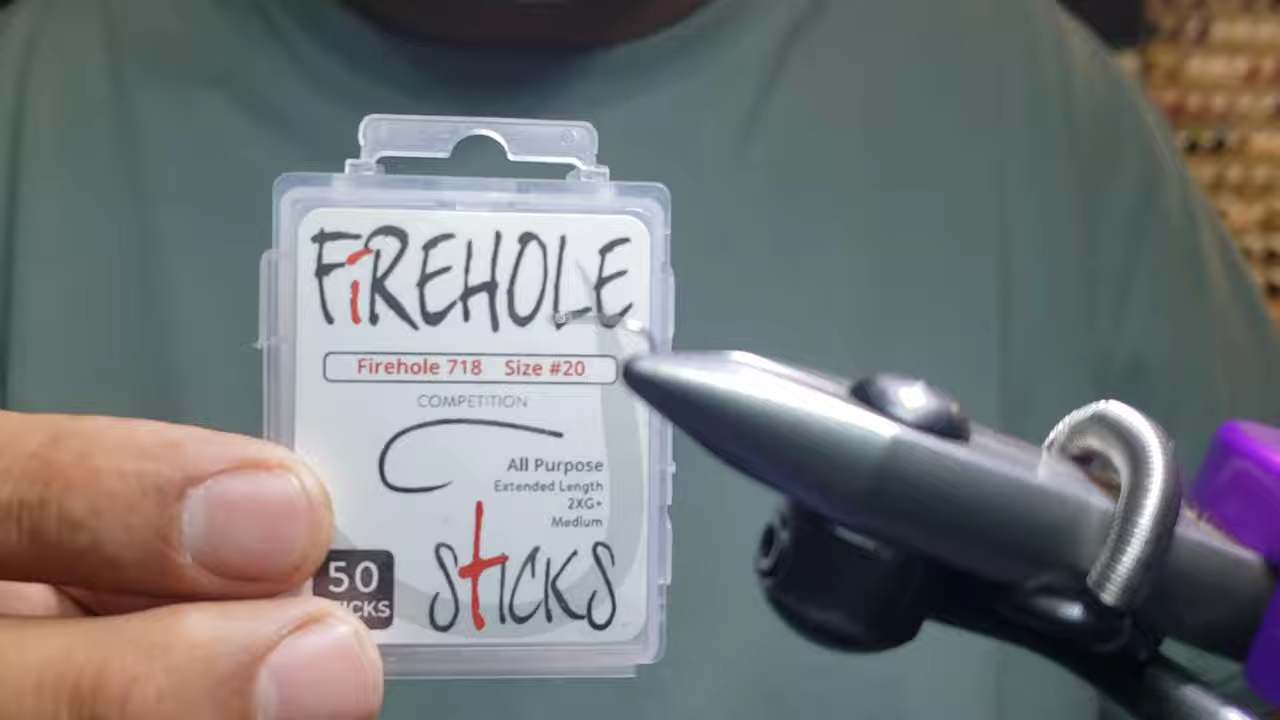 FiREHOLE
Firehole 718 Size #20
COMPETITION
All Purpose
Extended Length
2XG+
Medium
50
StICKS